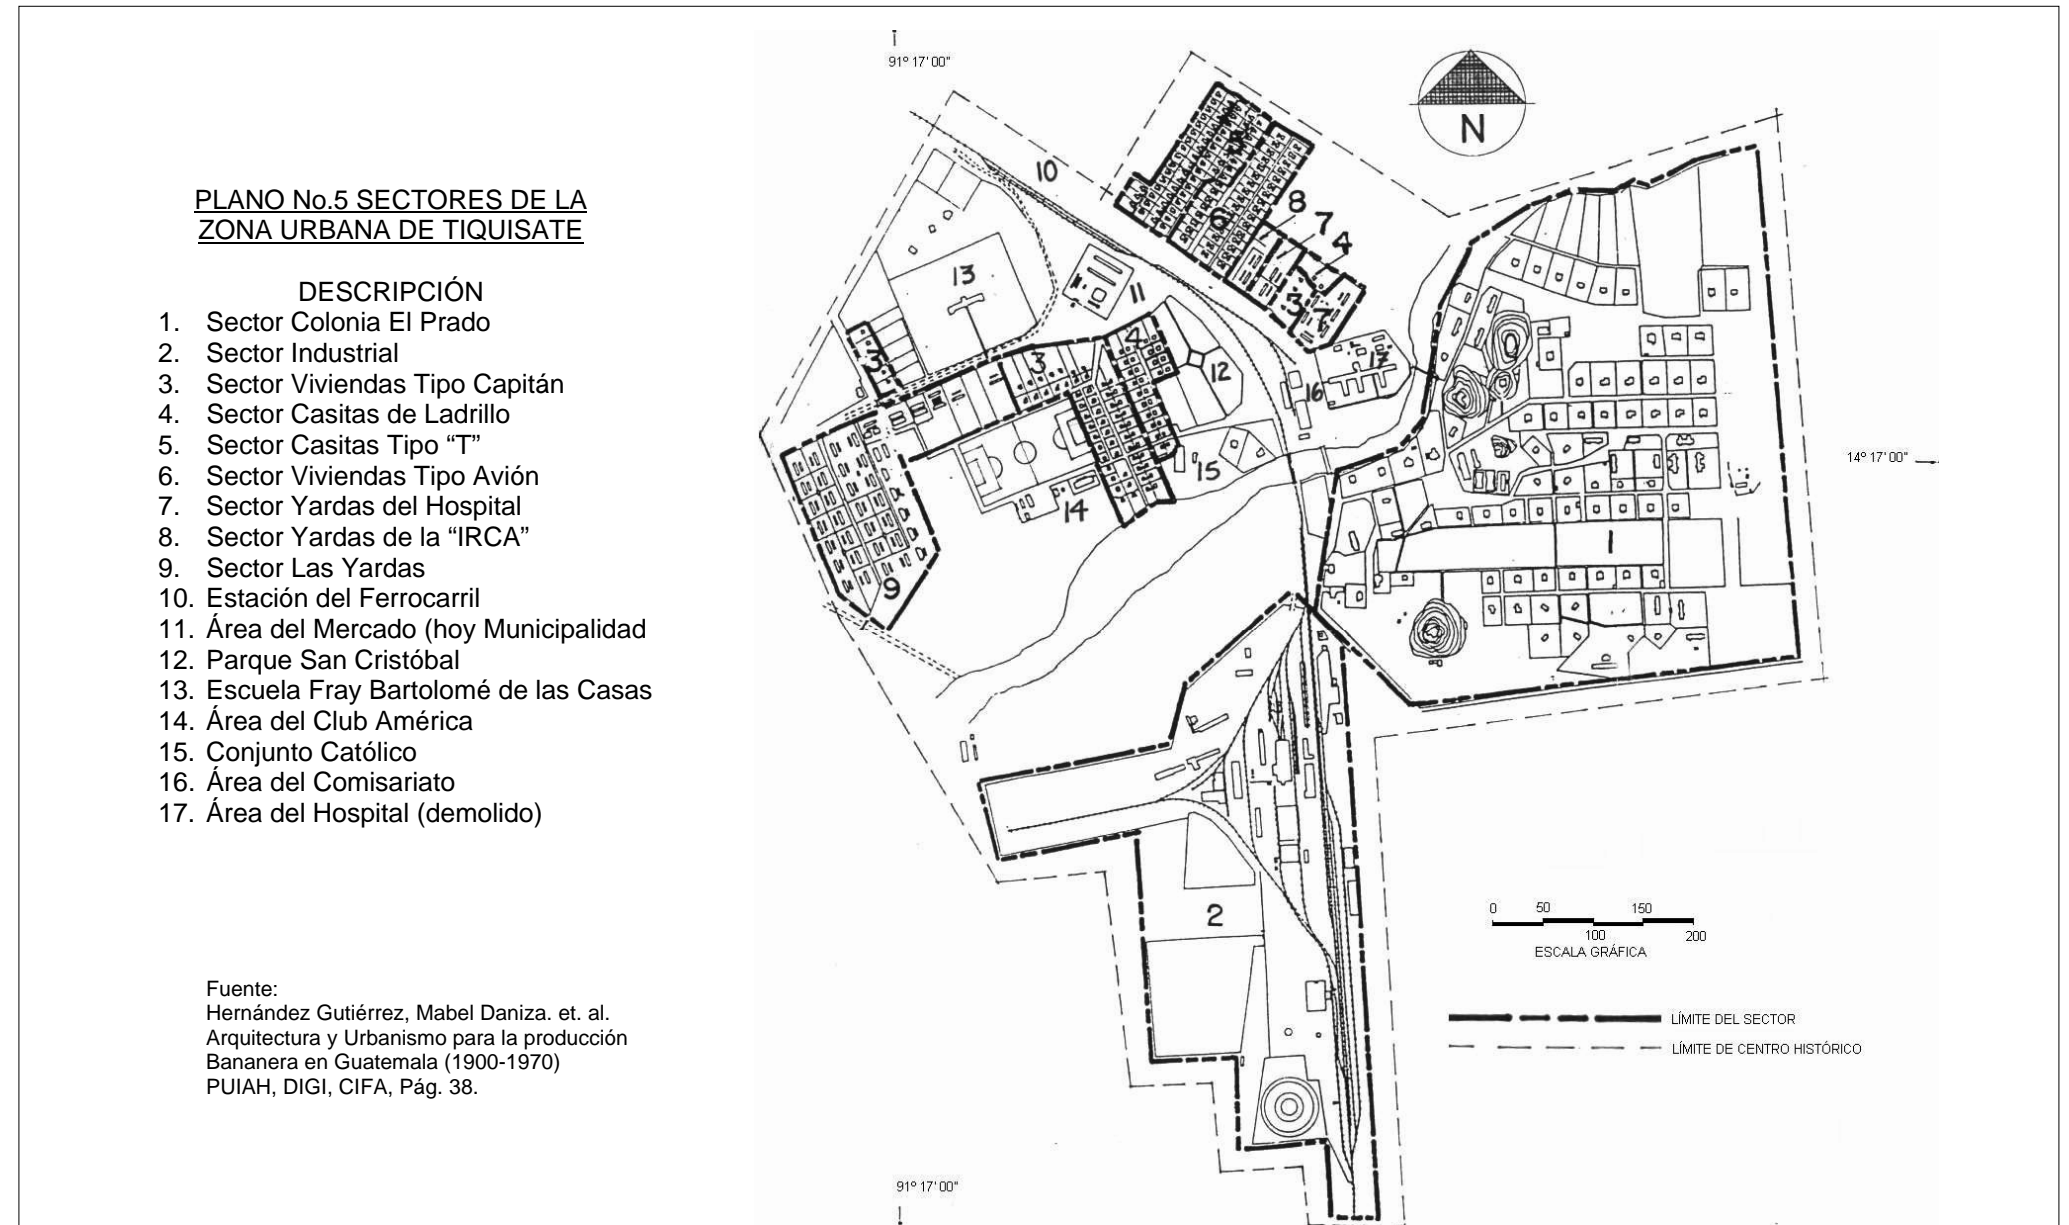 PLANO No.5 SECTORES DE LA
ZONA URBANA DE TIQUISATE
DESCRIPCIÓN
1. Sector Colonia El Prado
2. Sector Industrial
3. Sector Viviendas Tipo Capitán
4. Sector Casitas de Ladrillo
5. Sector Casitas Tipo “T”
6. Sector Viviendas Tipo Avión
7. Sector Yardas del Hospital
8. Sector Yardas de la “IRCA”
9. Sector Las Yardas
10. Estación del Ferrocarril
11. Área del Mercado (hoy Municipalidad
12. Parque San Cristóbal
13. Escuela Fray Bartolomé de las Casas
14. Área del Club América
15. Conjunto Católico
16. Área del Comisariato
17. Área del Hospital (demolido)
Fuente:
Hernández Gutiérrez, Mabel Daniza. et. al.
Arquitectura y Urbanismo para la producción
Bananera en Guatemala (1900-1970)
PUIAH, DIGI, CIFA, Pág. 38.
91º 17' 00"
N
10
5
6
8
7
4
3
7
13
11
3
3
4
12
17
16
15
14
9
14º 17' 00"
1
2
0 50 150
100 200
ESCALA GRÁFICA
LÍMITE DEL SECTOR
LÍMITE DE CENTRO HISTÓRICO
91º 17' 00"